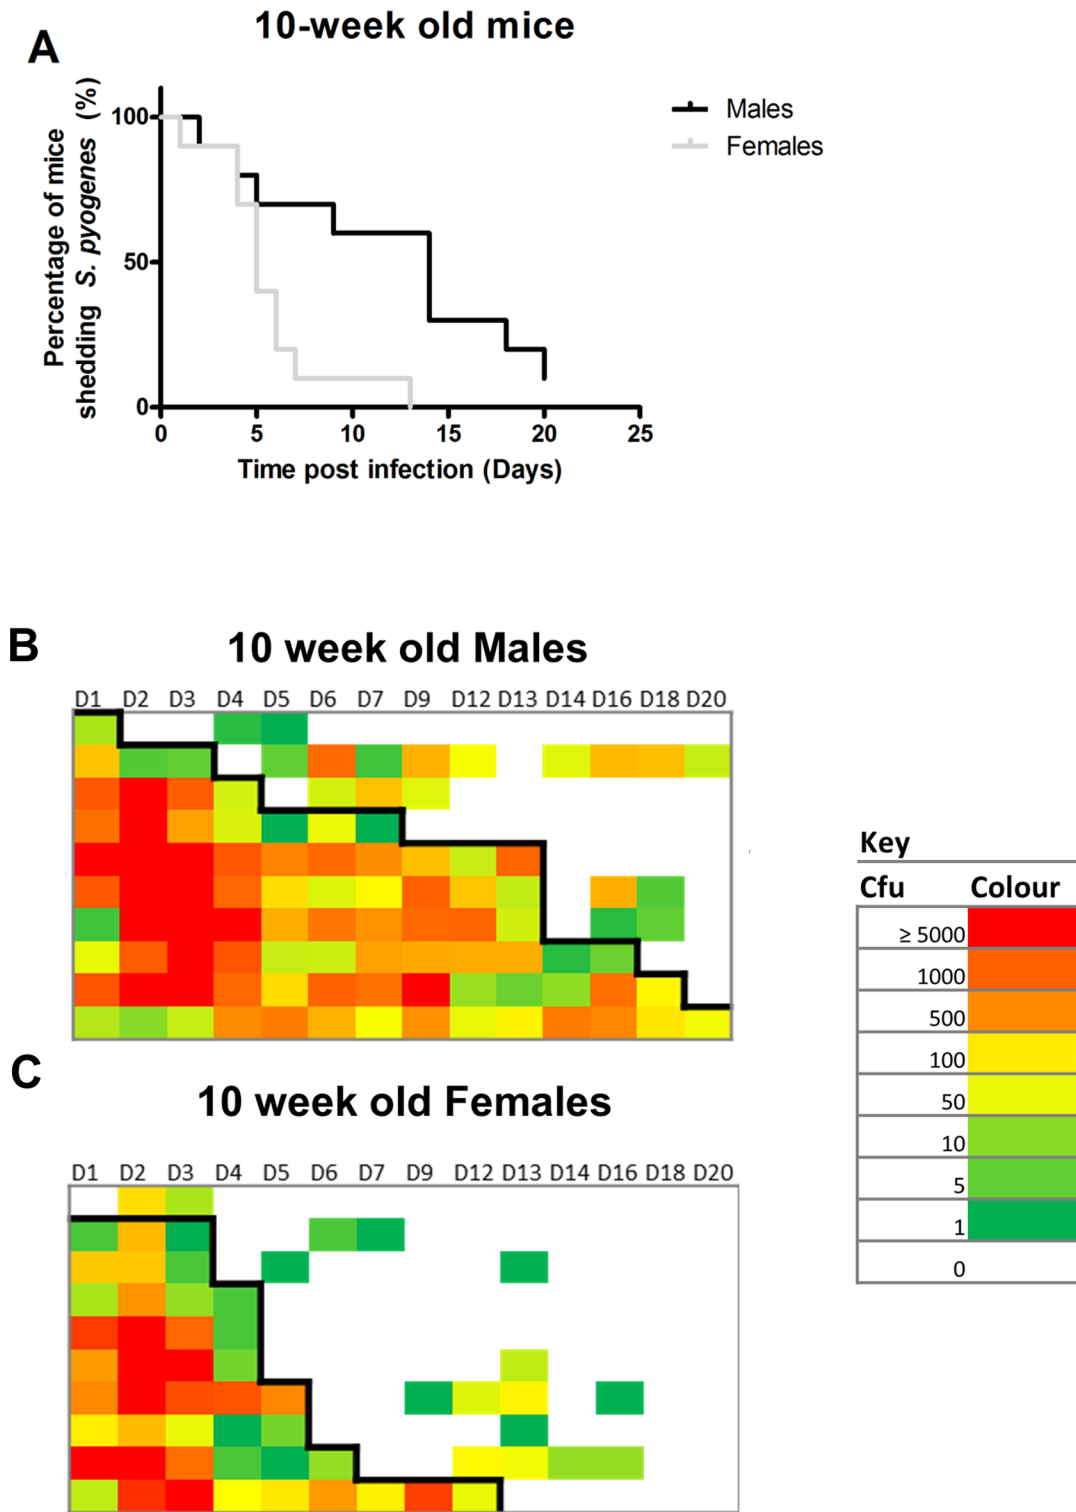 10-week old mice
A
Percentage of mice
shedding S. pyogenes (%)
100
50
0
0 5 10 15 20 25
Time post infection (Days)
Males
Females
B
10 week old Males
D1 D2 D3 D4 D5 D6 D7 D9 D12 D13 D14 D16 D18 D20
C
10 week old Females
D1 D2 D3 D4 D5 D6 D7 D9 D12 D13 D14 D16 D18 D20
Key
Cfu Colour
≥ 5000
1000
500
100
50
10
5
1
0